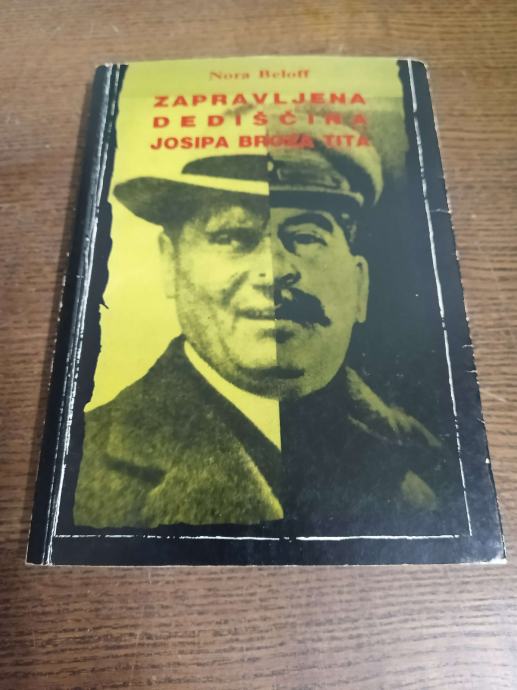 Nora Beloff
ZAPRAVLJENA
DEDIŠČINA
JOSIPA BROZA TITA